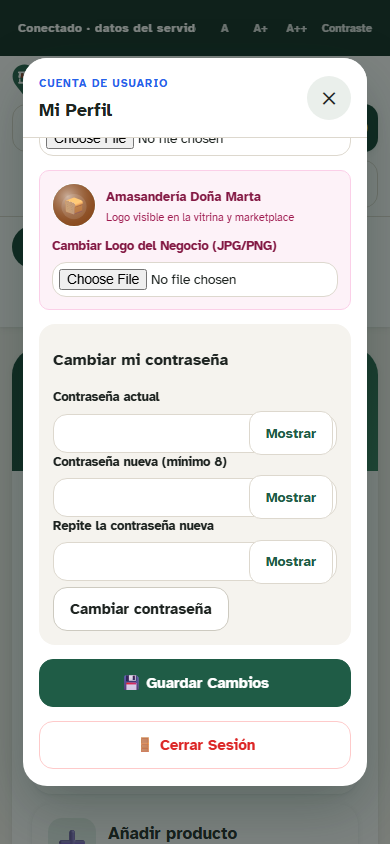 Conectado · datos del servid A A+ A++ Contraste
CUENTA DE USUARIO
Mi Perfil
Choose File No file chosen
Amasandería Doña Marta
Logo visible en la vitrina y marketplace
Cambiar Logo del Negocio (JPG/PNG)
Choose File No file chosen
Cambiar mi contraseña
Contraseña actual
Mostrar
Contraseña nueva (mínimo 8)
Mostrar
Repite la contraseña nueva
Mostrar
Cambiar contraseña
Guardar Cambios
Cerrar Sesión
Añadir producto